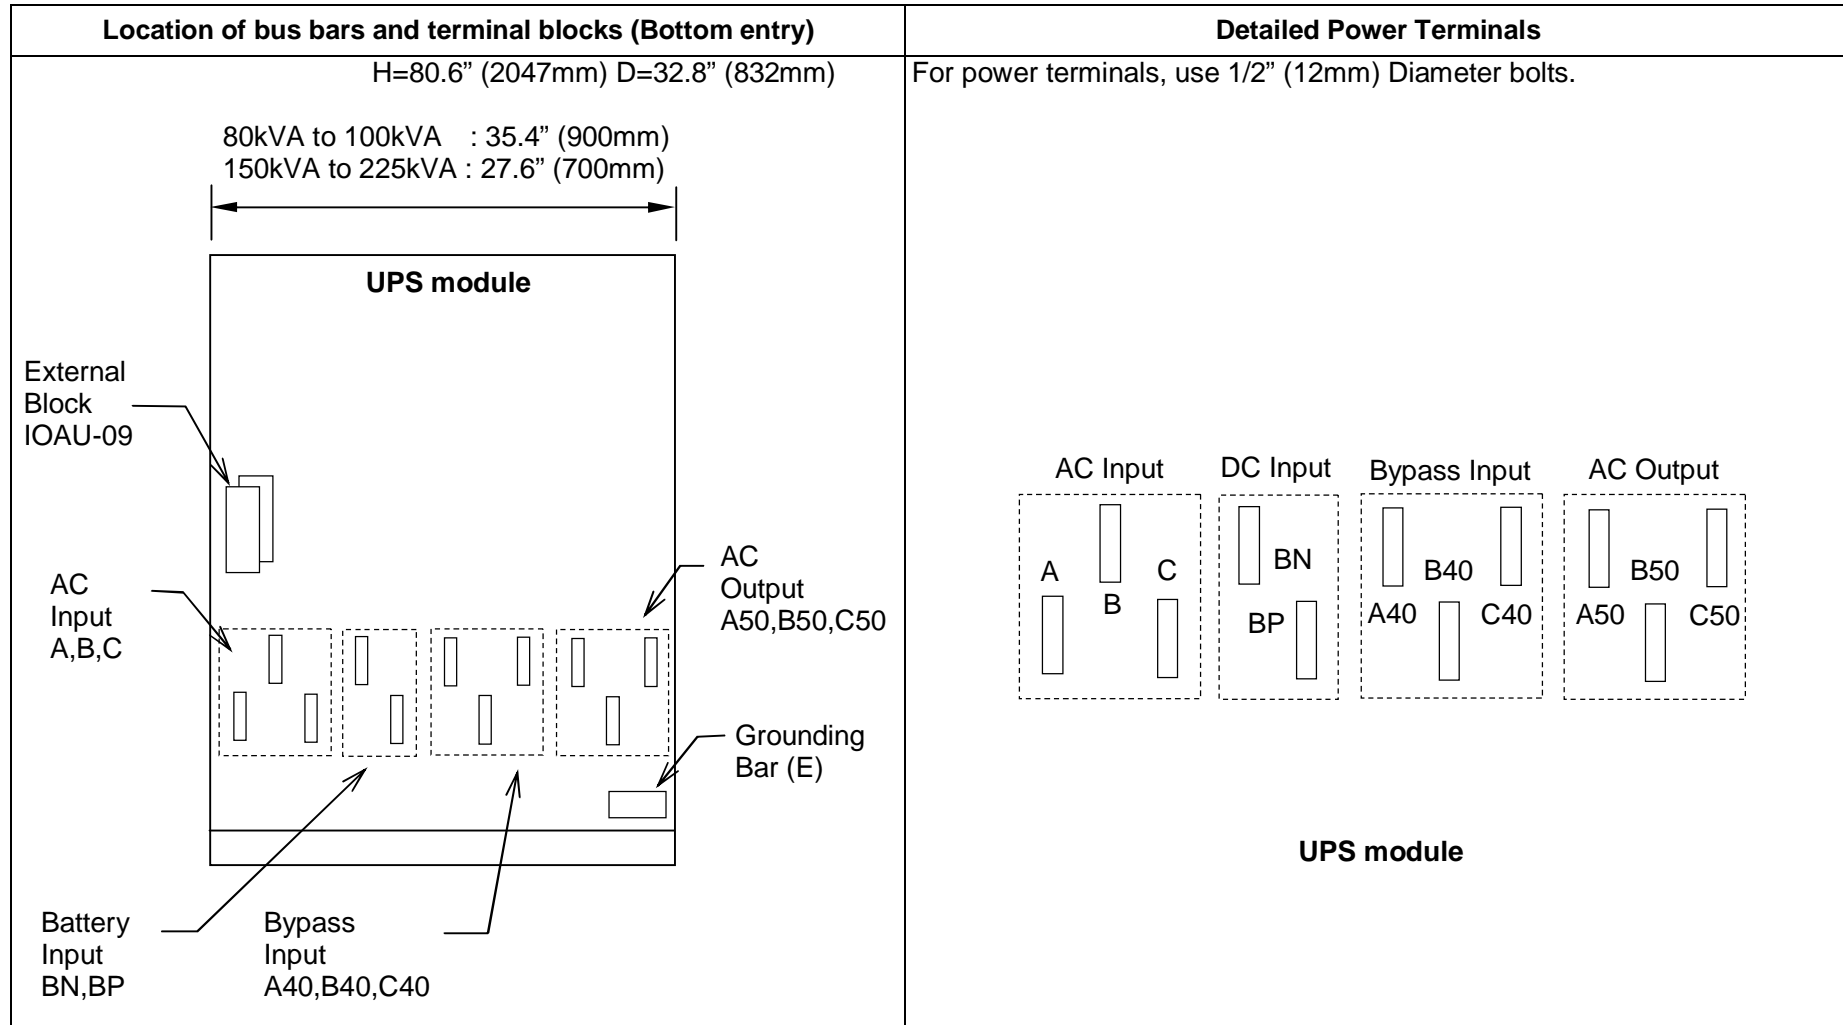 Location of bus bars and terminal blocks (Bottom entry)
H=80.6” (2047mm) D=32.8” (832mm)
80kVA to 100kVA : 35.4” (900mm)
150kVA to 225kVA : 27.6” (700mm)
UPS module
External
Block
IOAU-09
AC
Input
A,B,C
AC
Output
A50,B50,C50
Grounding
Bar (E)
Battery
Input
BN,BP
Bypass
Input
A40,B40,C40
Detailed Power Terminals
For power terminals, use 1/2” (12mm) Diameter bolts.
AC Input
DC Input
Bypass Input
AC Output
A
B
C
BN
BP
A40
B40
C40
A50
B50
C50
UPS module